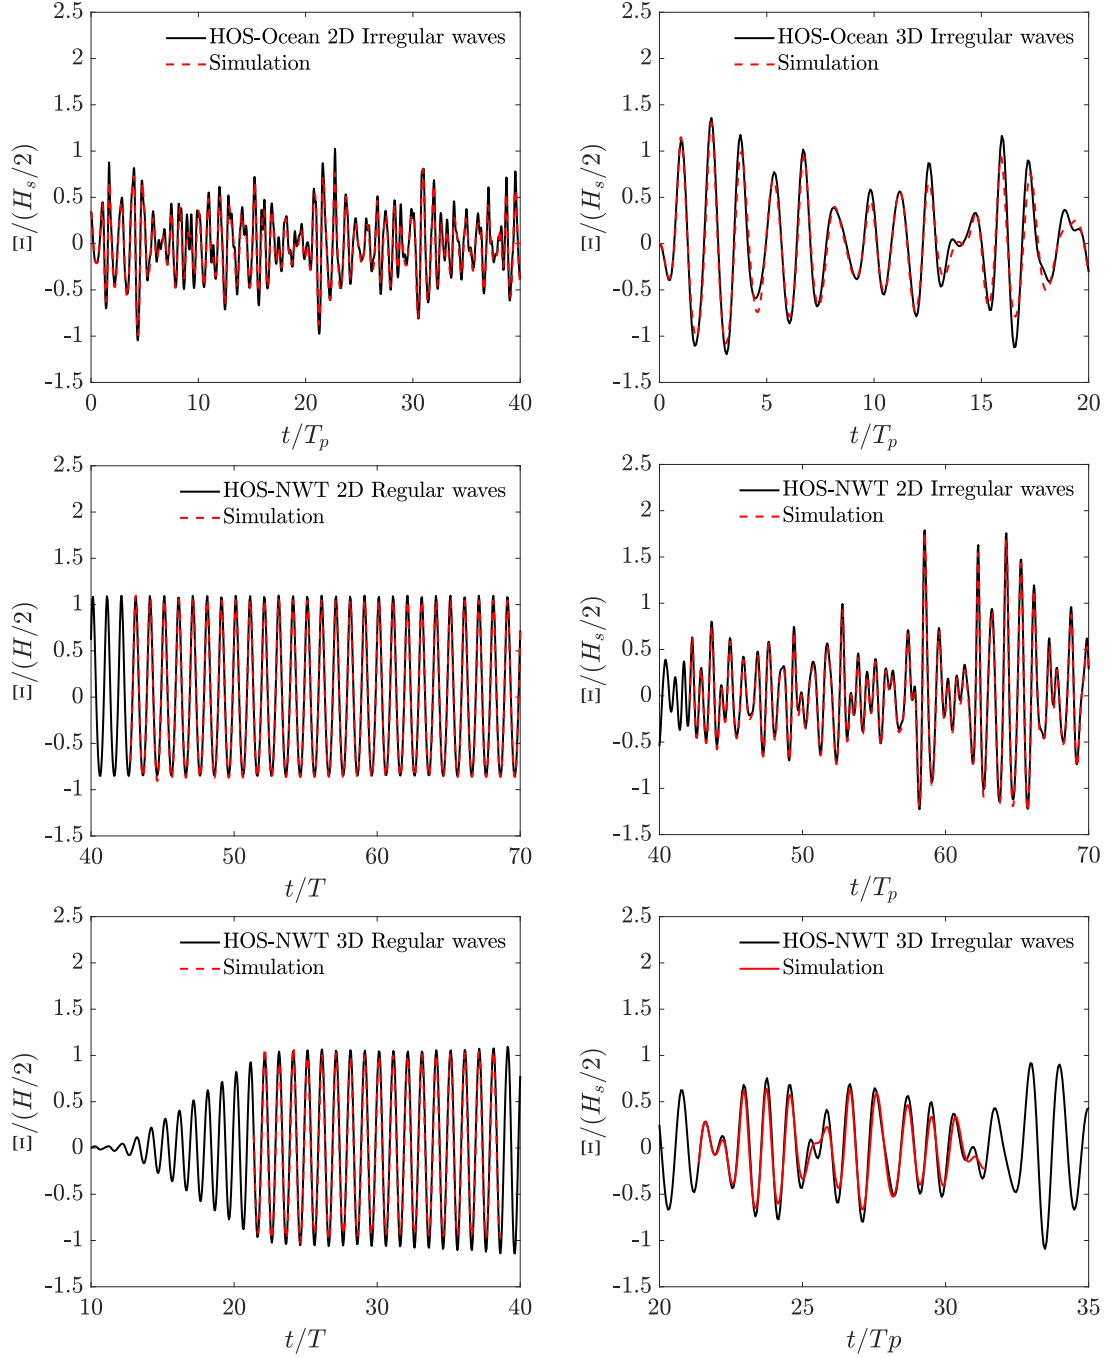 2.5
2
1.5
1
0.5
0
-0.5
-1
-1.5
Ξ/(H_s/2)
HOS-Ocean 2D Irregular waves
Simulation
0 10 20 30 40
t/T_p
2.5
2
1.5
1
0.5
0
-0.5
-1
-1.5
Ξ/(H_s/2)
HOS-Ocean 3D Irregular waves
Simulation
0 5 10 15 20
t/T_p
2.5
2
1.5
1
0.5
0
-0.5
-1
-1.5
Ξ/(H/2)
HOS-NWT 2D Regular waves
Simulation
40 50 60 70
t/T
2.5
2
1.5
1
0.5
0
-0.5
-1
-1.5
Ξ/(H_s/2)
HOS-NWT 2D Irregular waves
Simulation
40 50 60 70
t/T_p
2.5
2
1.5
1
0.5
0
-0.5
-1
-1.5
Ξ/(H/2)
HOS-NWT 3D Regular waves
Simulation
10 20 30 40
t/T
2.5
2
1.5
1
0.5
0
-0.5
-1
-1.5
Ξ/(H_s/2)
HOS-NWT 3D Irregular waves
Simulation
20 25 30 35
t/Tp